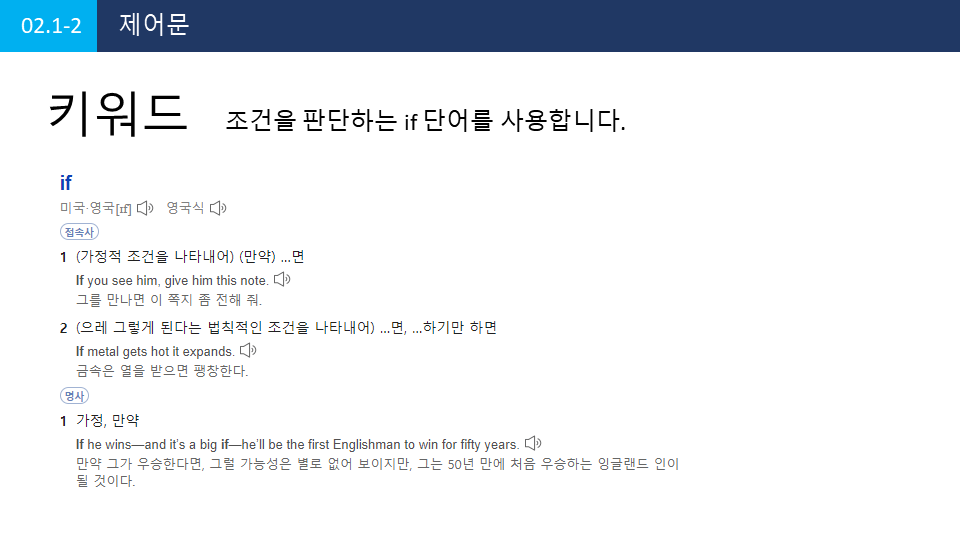 02.1-2 제어문
키워드 조건을 판단하는 if 단어를 사용합니다.
if
미국·영국[ɪf] 영국식
접속사
1 (가정적 조건을 나타내어) (만약) …면
If you see him, give him this note.
그를 만나면 이 쪽지 좀 전해 줘.
2 (으레 그렇게 된다는 법칙적인 조건을 나타내어) …면, …하기만 하면
If metal gets hot it expands.
금속은 열을 받으면 팽창한다.
명사
1 가정, 만약
If he wins—and it’s a big if—he’ll be the first Englishman to win for fifty years.
만약 그가 우승한다면, 그럴 가능성은 별로 없어 보이지만, 그는 50년 만에 처음 우승하는 잉글랜드 인이
될 것이다.